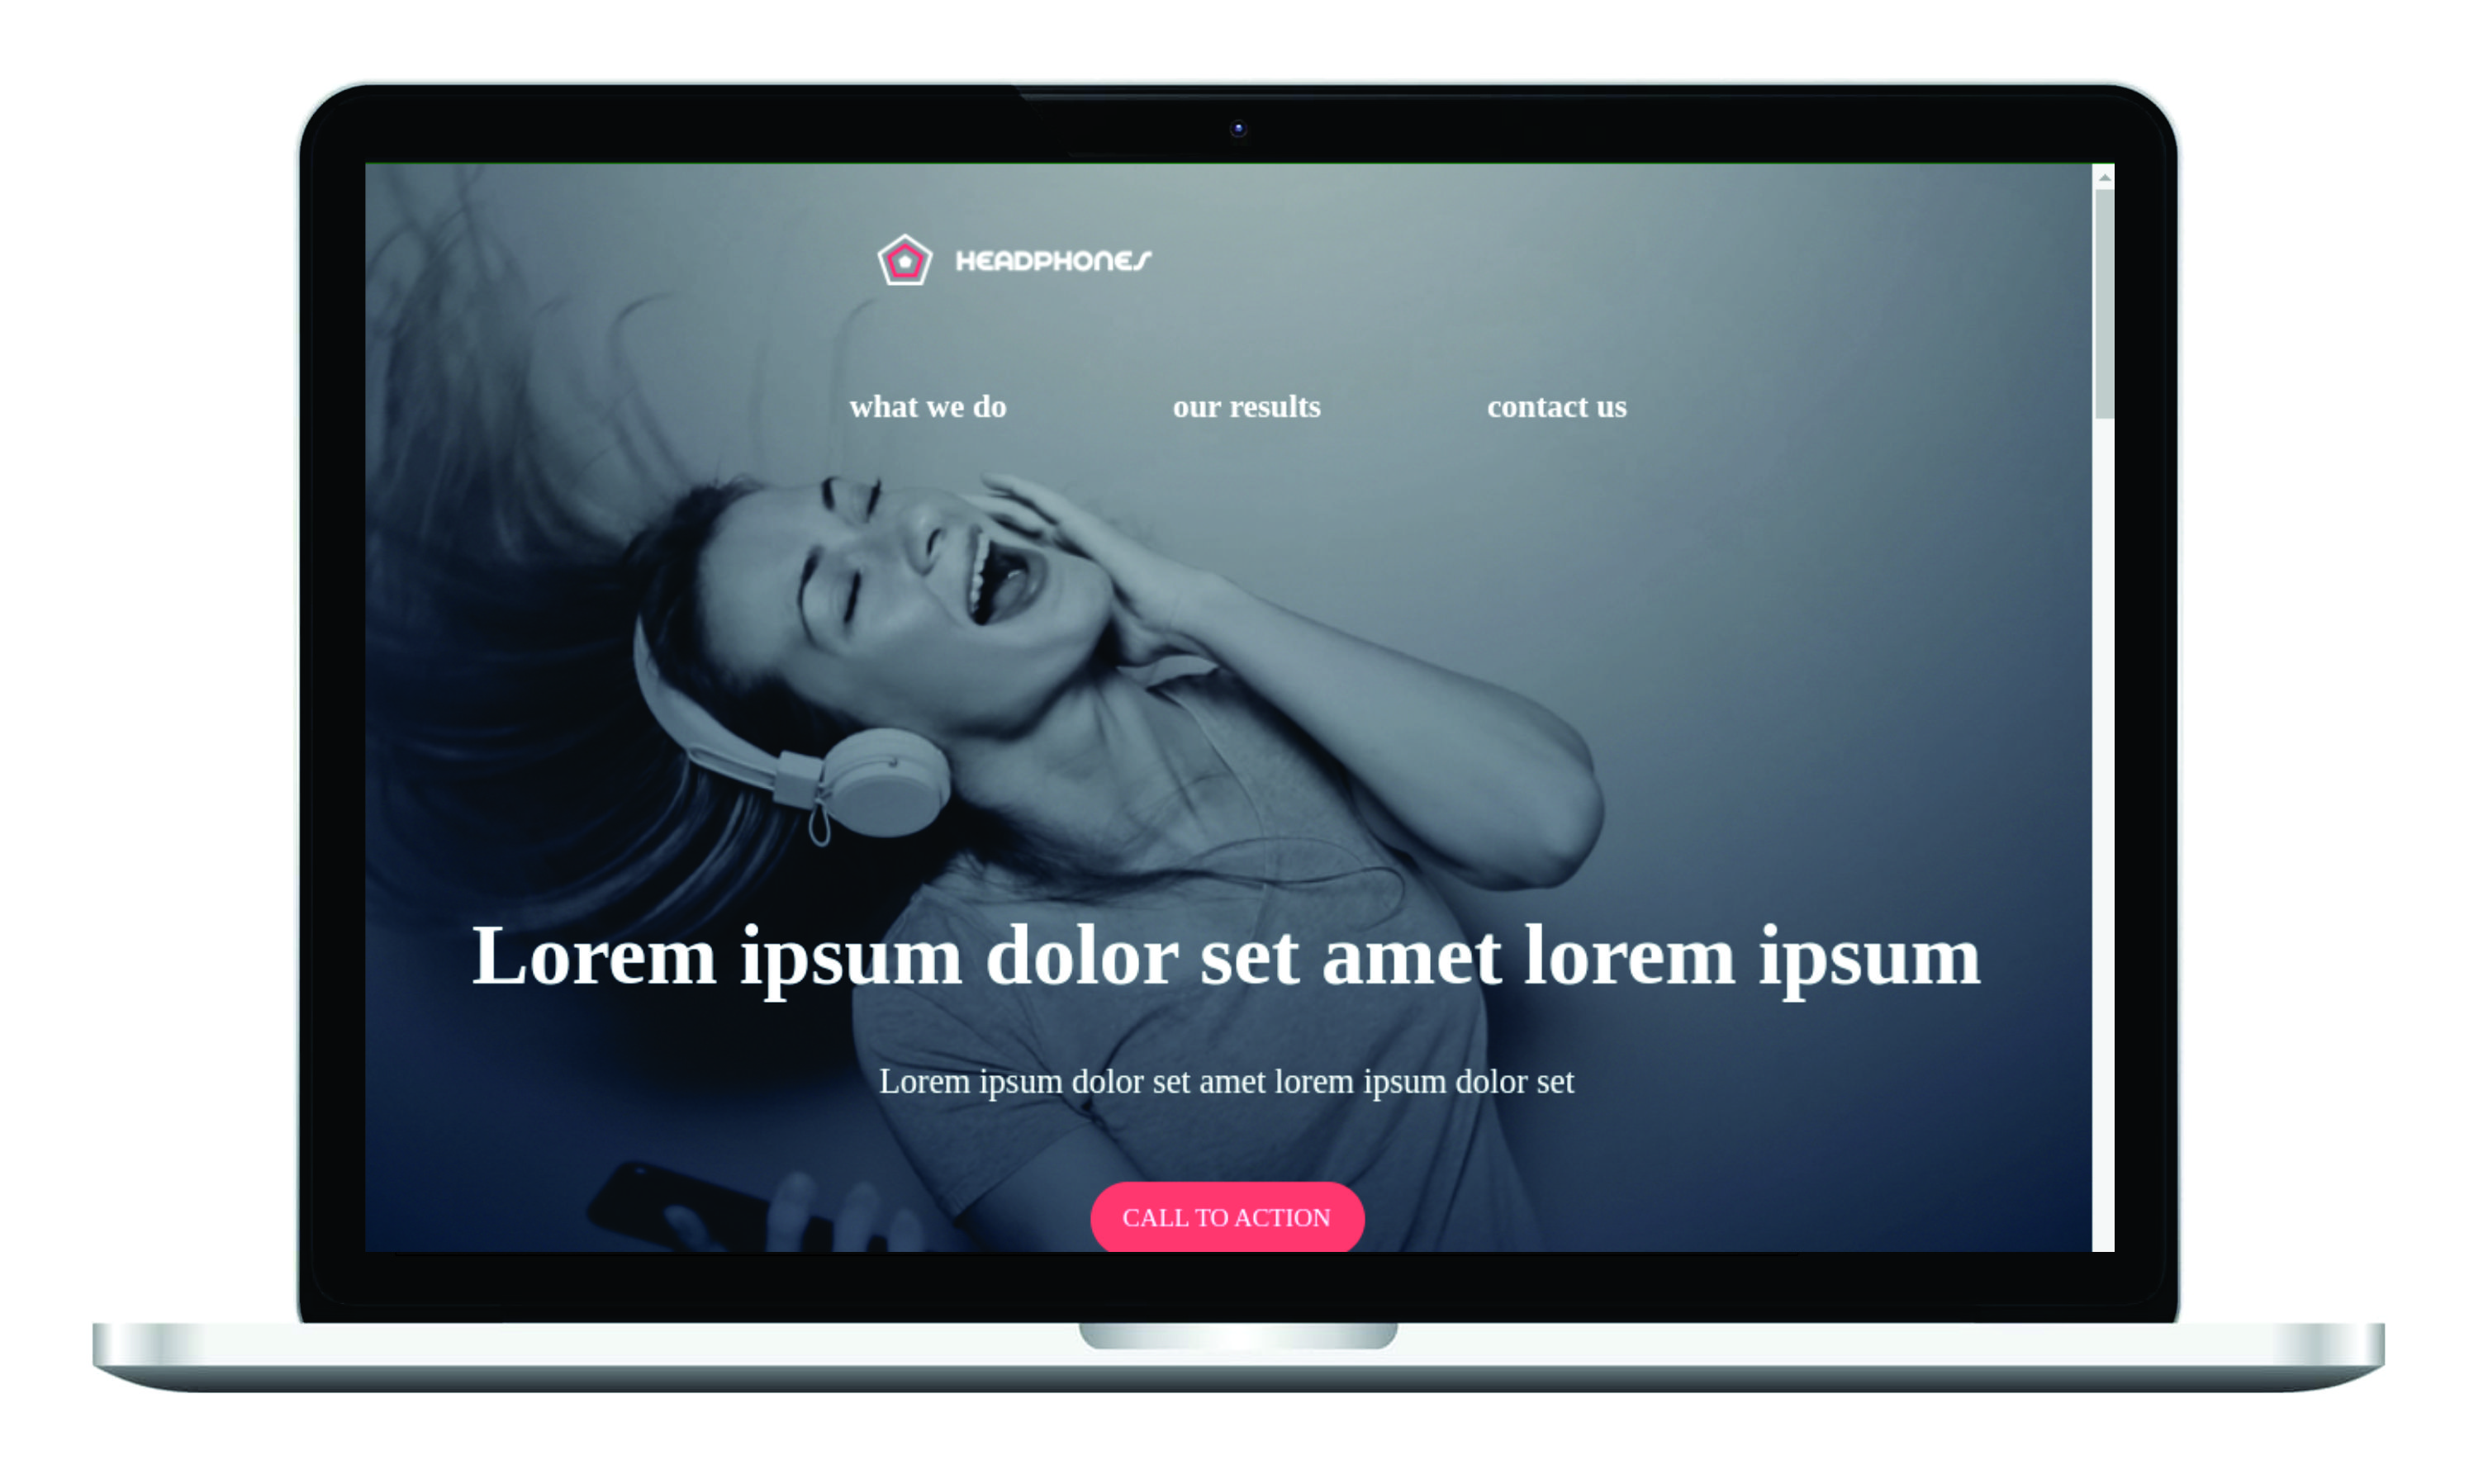 HEADPHONES
what we do our results contact us
Lorem ipsum dolor set amet lorem ipsum
Lorem ipsum dolor set amet lorem ipsum dolor set
CALL TO ACTION